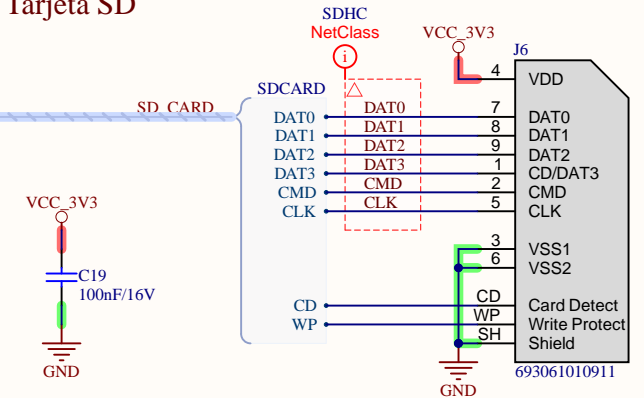 Tarjeta SD
SDHC
NetClass
i
VCC_3V3
J6
4 VDD
SDCARD
SD_CARD
DAT0 DAT0 7 DAT0
DAT1 DAT1 8 DAT1
DAT2 DAT2 9 DAT2
DAT3 DAT3 1 CD/DAT3
CMD CMD 2 CMD
CLK CLK 5 CLK
VCC_3V3
3 VSS1
6 VSS2
C19
100nF/16V
CD CD Card Detect
WP WP Write Protect
SH Shield
GND
GND
693061010911